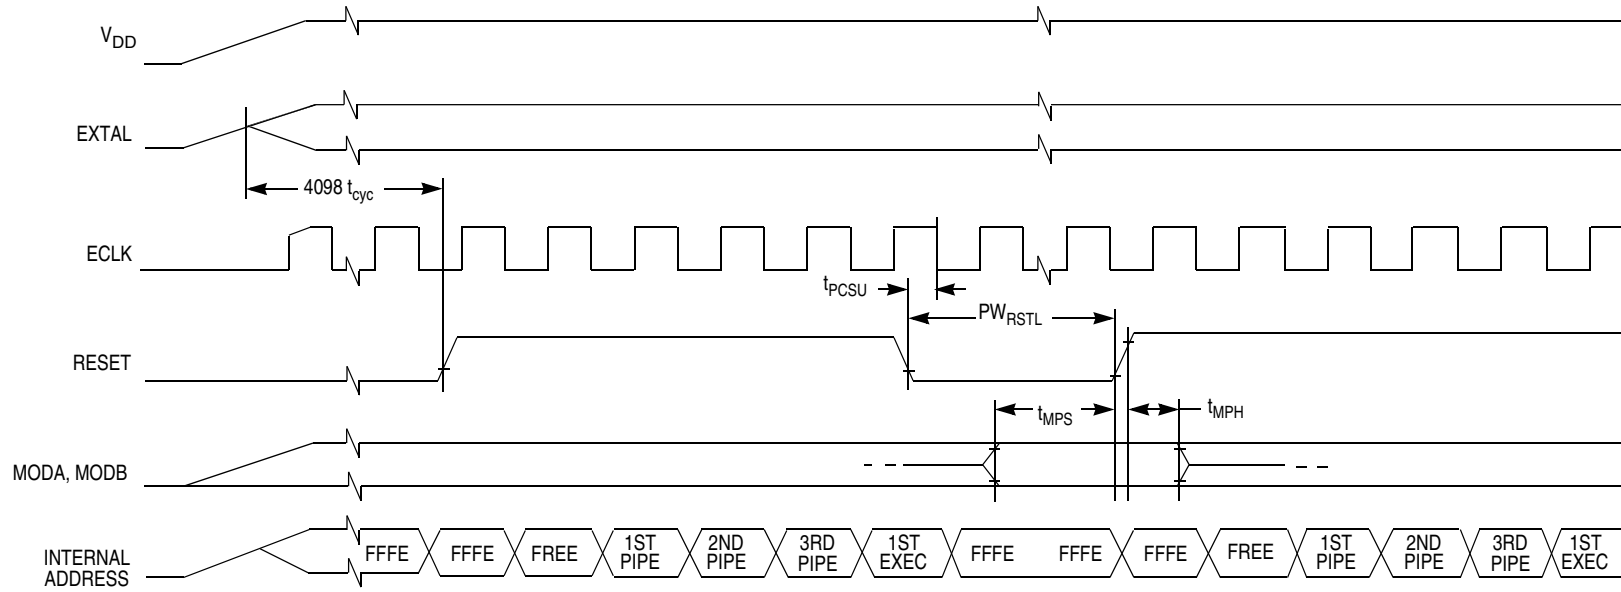 V_DD
EXTAL
4098 t_cyc
ECLK
t_PCSU
PW_RSTL
RESET
t_MPS
t_MPH
MODA, MODB
INTERNAL
ADDRESS
FFFE
FFFE
FREE
1ST
PIPE
2ND
PIPE
3RD
PIPE
1ST
EXEC
FFFE
FFFE
FFFE
FREE
1ST
PIPE
2ND
PIPE
3RD
PIPE
1ST
EXEC